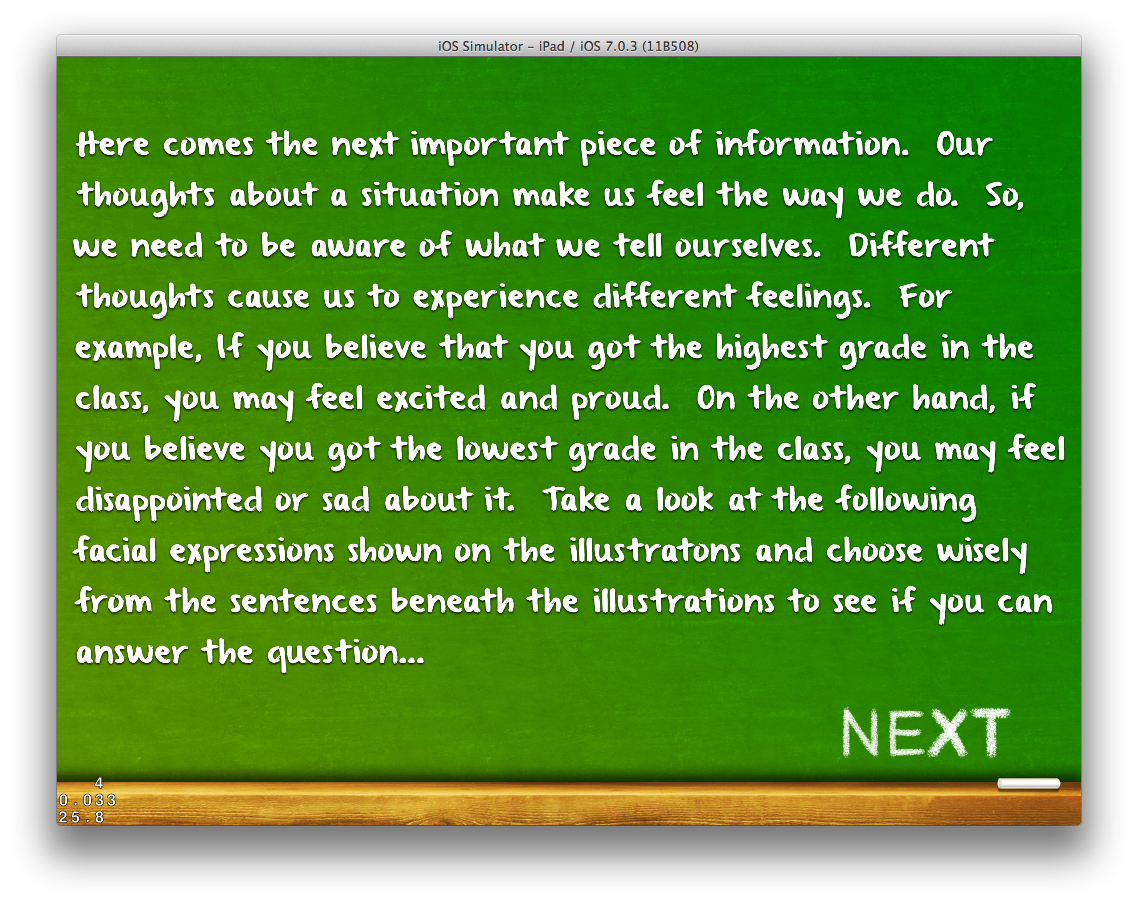 iOS Simulator – iPad / iOS 7.0.3 (11B508)
Here comes the next important piece of information.  Our
thoughts about a situation make us feel the way we do.  So,
we need to be aware of what we tell ourselves.  Different
thoughts cause us to experience different feelings.  For
example, If you believe that you got the highest grade in the
class, you may feel excited and proud.  On the other hand, if
you believe you got the lowest grade in the class, you may feel
disappointed or sad about it.  Take a look at the following
facial expressions shown on the illustratons and choose wisely
from the sentences beneath the illustrations to see if you can
answer the question...
NEXT
4
0.033
25.8